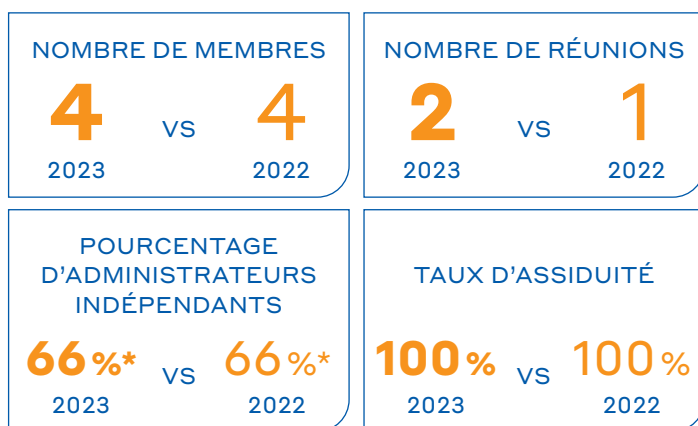 NOMBRE DE MEMBRES
4 VS 4
2023 2022
NOMBRE DE RÉUNIONS
2 VS 1
2023 2022
POURCENTAGE
D'ADMINISTRATEURS
INDÉPENDANTS
66 %* VS 66 %*
2023 2022
TAUX D'ASSIDUITÉ
100 % VS 100 %
2023 2022